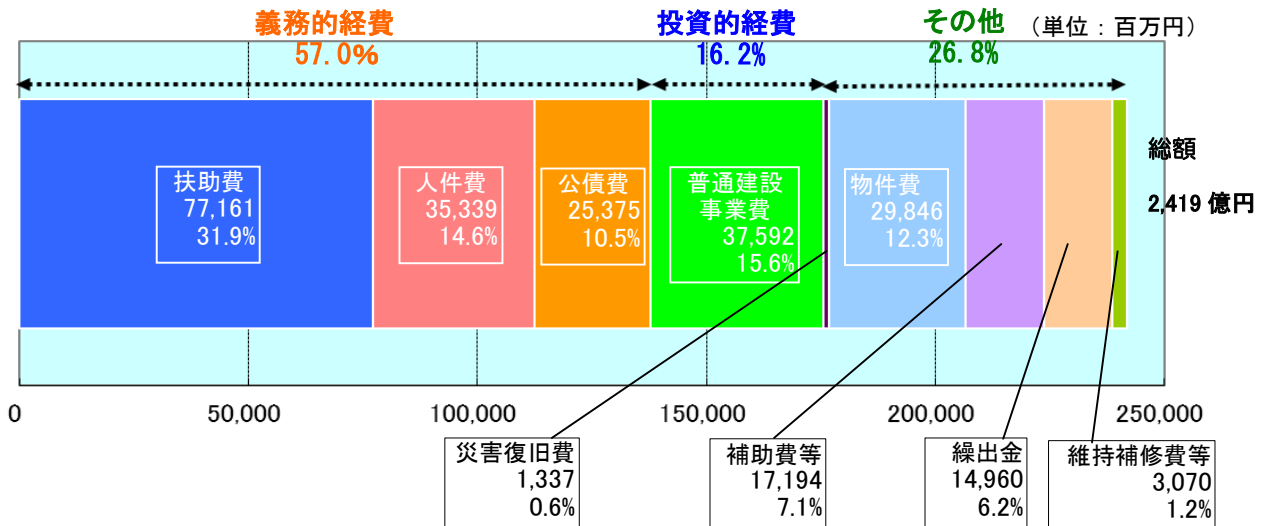 義務的経費
57.0%
投資的経費
16.2%
その他
26.8%
(単位:百万円)
扶助費
77,161
31.9%
人件費
35,339
14.6%
公債費
25,375
10.5%
普通建設
事業費
37,592
15.6%
物件費
29,846
12.3%
総額
2,419 億円
0 50,000 100,000 150,000 200,000 250,000
災害復旧費
1,337
0.6%
補助費等
17,194
7.1%
繰出金
14,960
6.2%
維持補修費等
3,070
1.2%